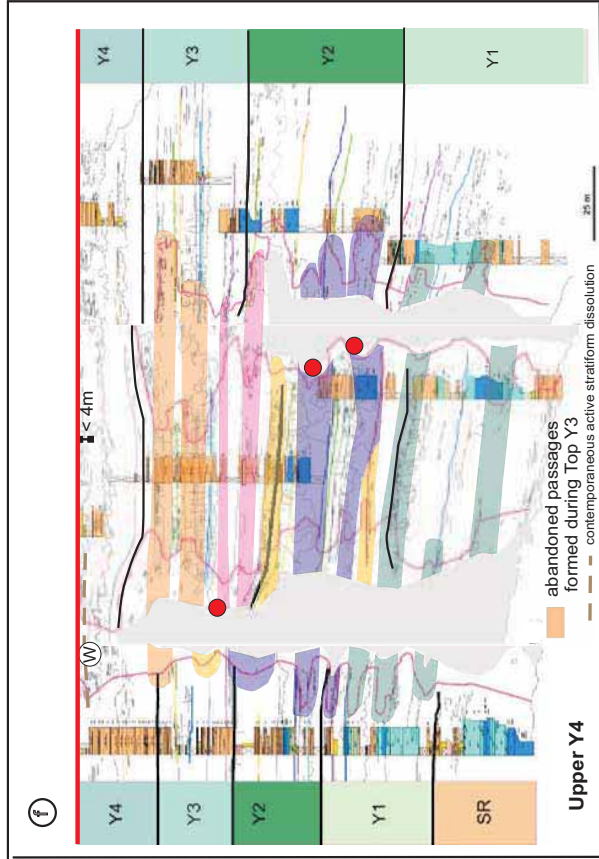 f
Y4
Y3
Y2
Y1
SR
W
< 4m
Y4
Y3
Y2
Y1
25 m
abandoned passages
formed during Top Y3
contemporaneous active stratiform dissolution
Upper Y4